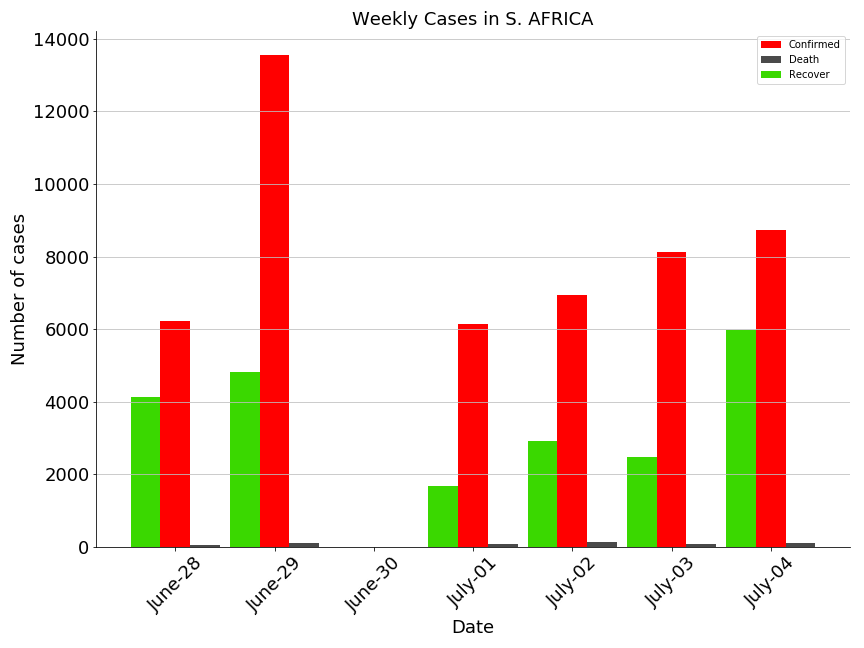 Weekly Cases in S. AFRICA
Confirmed
Death
Recover
14000
12000
10000
8000
6000
4000
2000
0
Number of cases
June-28
June-29
June-30
July-01
July-02
July-03
July-04
Date